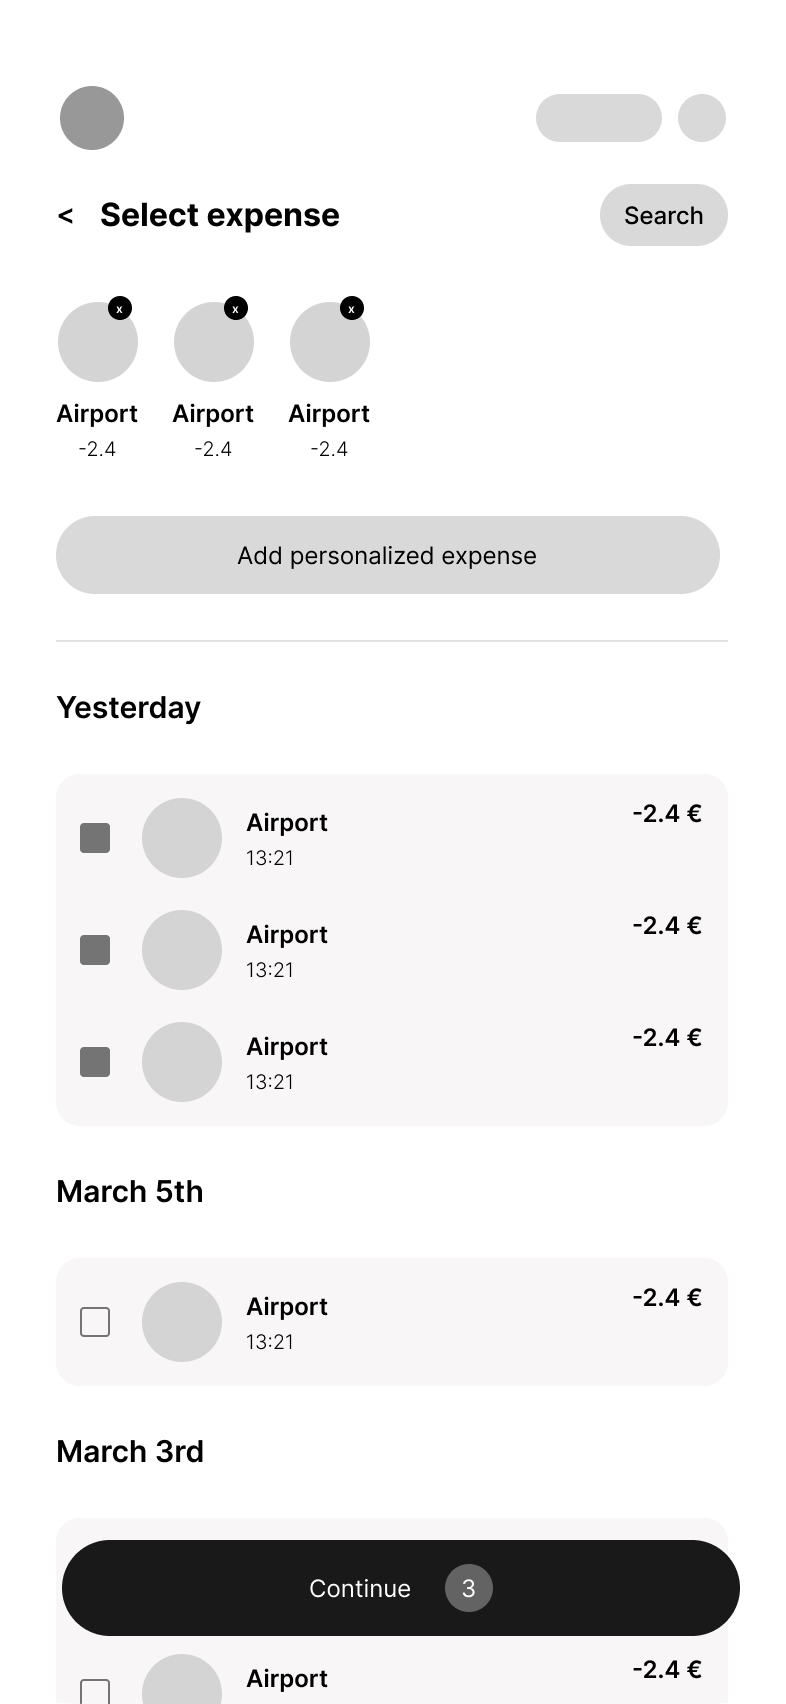 < Select expense Search
x x x
Airport Airport Airport
-2.4 -2.4 -2.4
Add personalized expense
Yesterday
Airport -2.4 €
13:21
Airport -2.4 €
13:21
Airport -2.4 €
13:21
March 5th
Airport -2.4 €
13:21
March 3rd
Continue 3
Airport -2.4 €